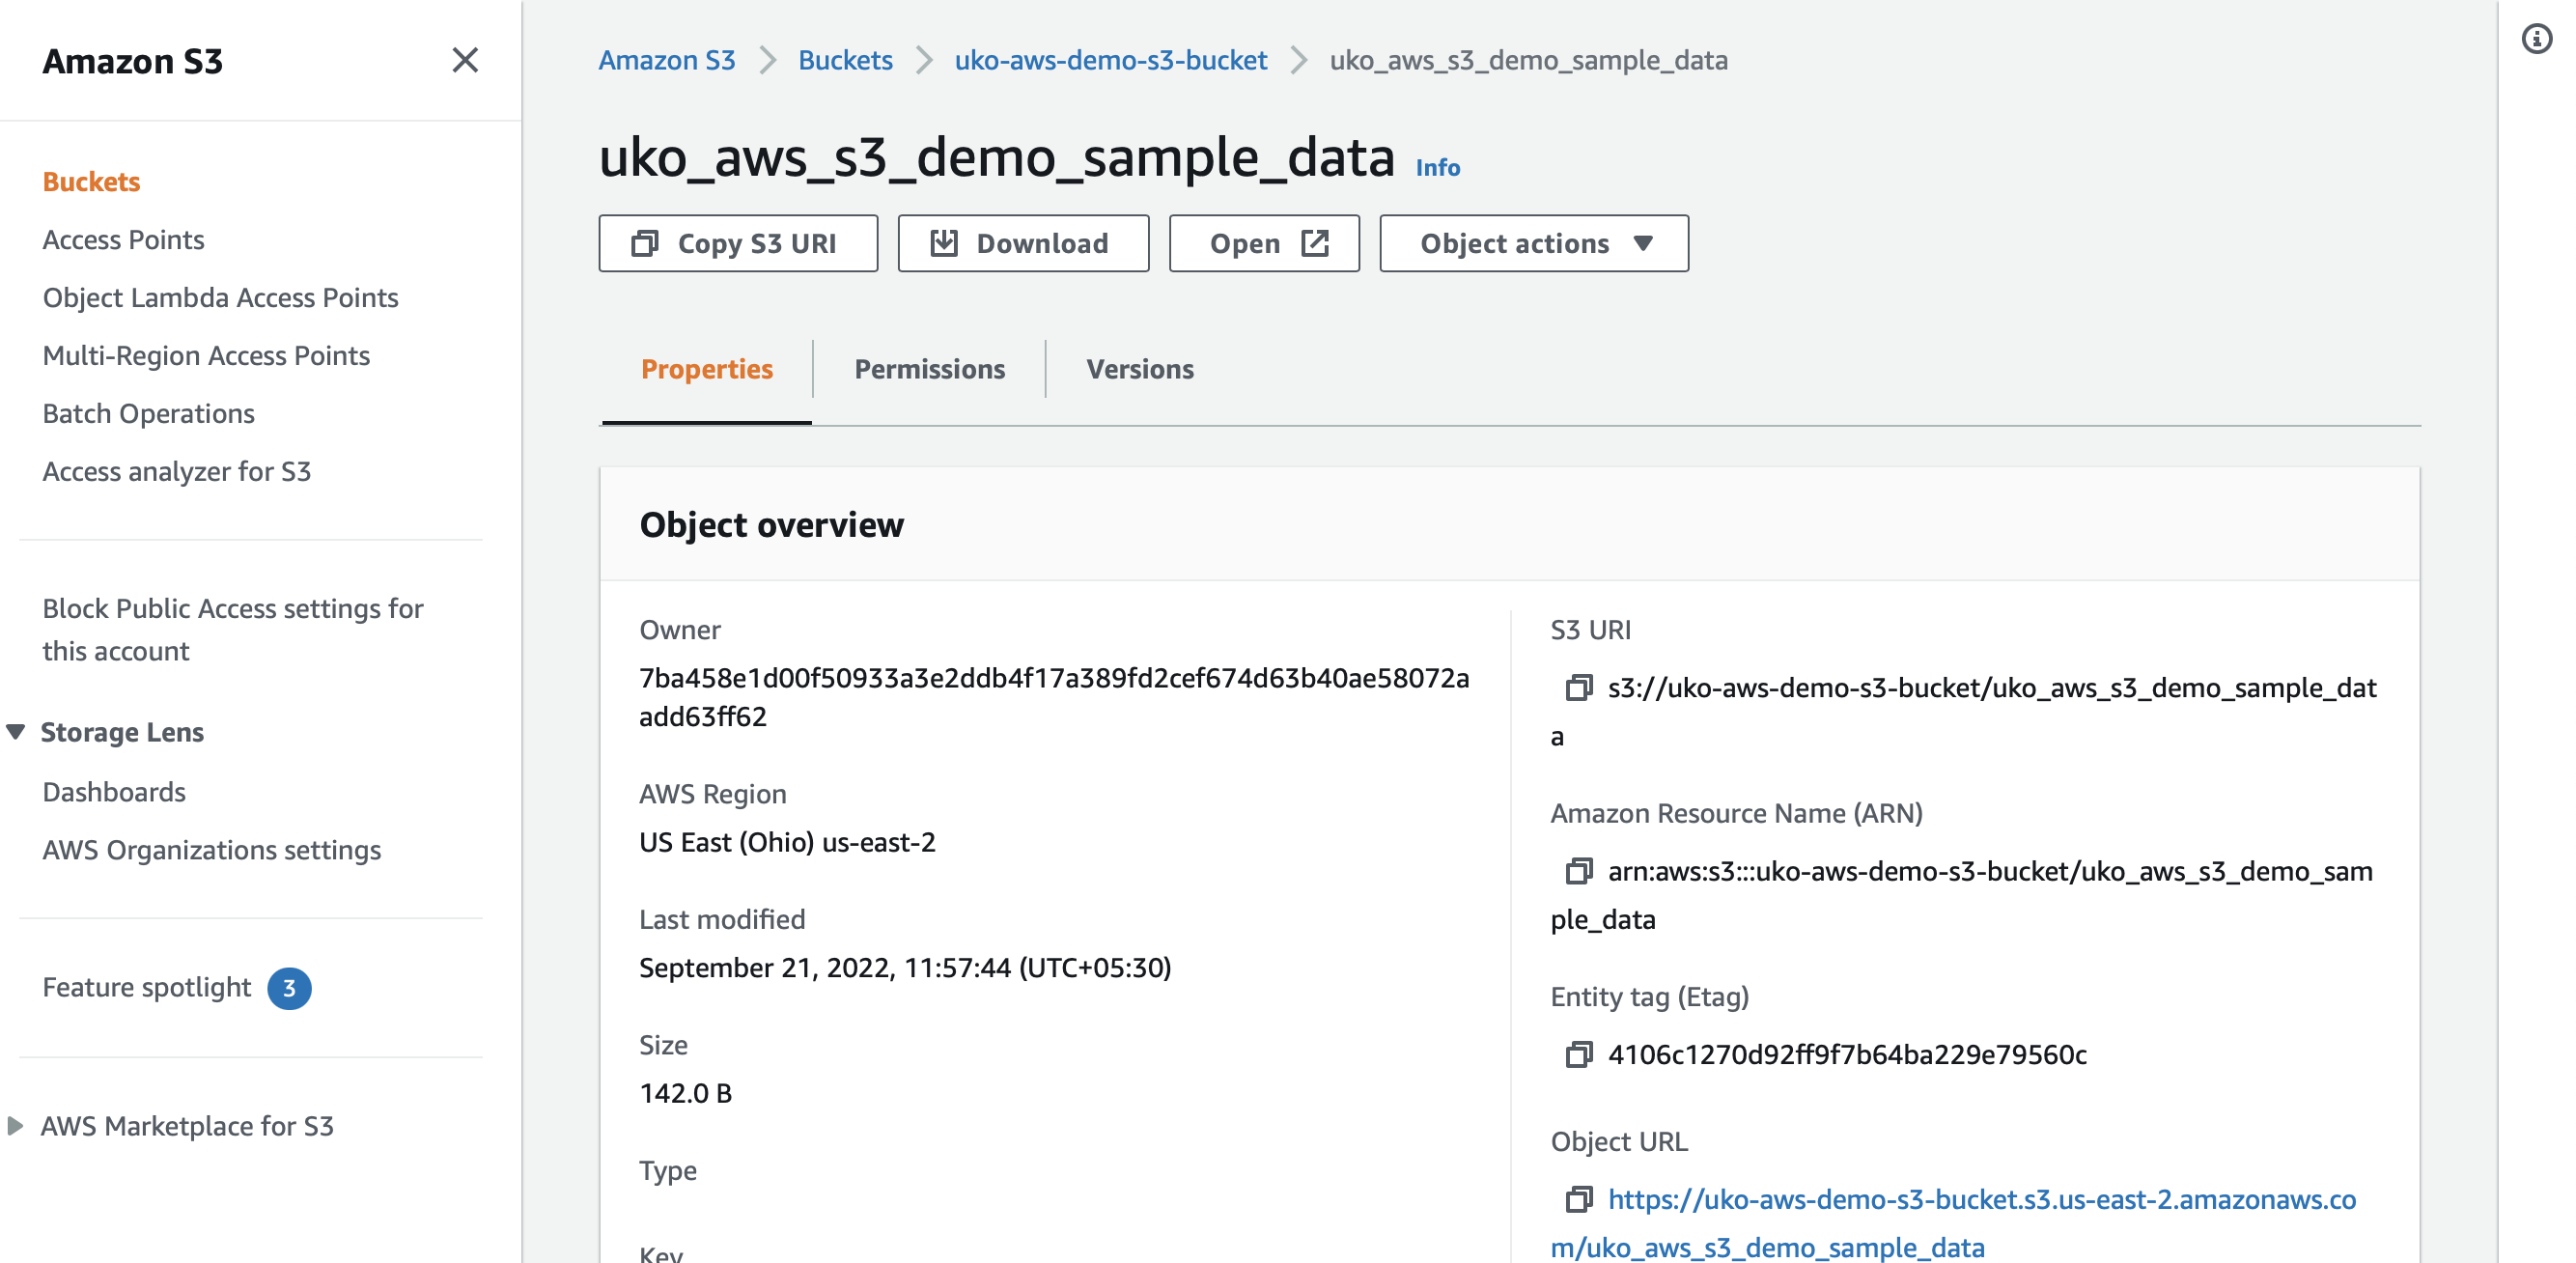 Amazon S3
Buckets
Access Points
Object Lambda Access Points
Multi-Region Access Points
Batch Operations
Access analyzer for S3
Block Public Access settings for
this account
Storage Lens
Dashboards
AWS Organizations settings
Feature spotlight 3
AWS Marketplace for S3
Amazon S3 Buckets uko-aws-demo-s3-bucket uko_aws_s3_demo_sample_data
uko_aws_s3_demo_sample_data Info
Copy S3 URI Download Open Object actions
Properties Permissions Versions
Object overview
Owner
7ba458e1d00f50933a3e2ddb4f17a389fd2cef674d63b40ae58072a
add63ff62
AWS Region
US East (Ohio) us-east-2
Last modified
September 21, 2022, 11:57:44 (UTC+05:30)
Size
142.0 B
Type
Key
S3 URI
s3://uko-aws-demo-s3-bucket/uko_aws_s3_demo_sample_dat
a
Amazon Resource Name (ARN)
arn:aws:s3:::uko-aws-demo-s3-bucket/uko_aws_s3_demo_sam
ple_data
Entity tag (Etag)
4106c1270d92ff9f7b64ba229e79560c
Object URL
https://uko-aws-demo-s3-bucket.s3.us-east-2.amazonaws.co
m/uko_aws_s3_demo_sample_data